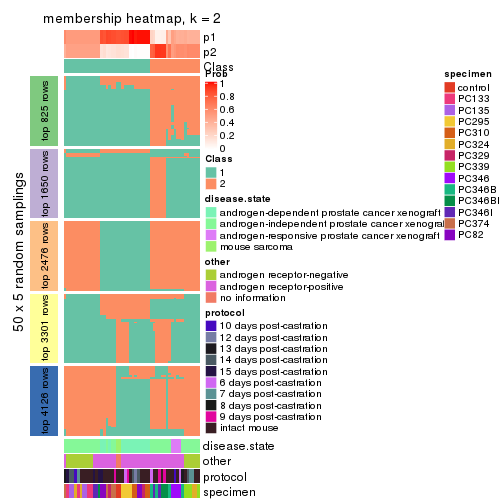 membership heatmap, k = 2
p1
p2
Class
50 x 5 random samplings
top 825 rows
top 1650 rows
top 2476 rows
top 3301 rows
top 4126 rows
disease.state
other
protocol
specimen
Prob
1
0.8
0.6
0.4
0.2
0
Class
1
2
disease.state
androgen-dependent prostate cancer xenograft
androgen-independent prostate cancer xenograft
androgen-responsive prostate cancer xenograft
mouse sarcoma
other
androgen receptor-negative
androgen receptor-positive
no information
protocol
10 days post-castration
12 days post-castration
13 days post-castration
14 days post-castration
15 days post-castration
6 days post-castration
7 days post-castration
8 days post-castration
9 days post-castration
intact mouse
specimen
control
PC133
PC135
PC295
PC310
PC324
PC329
PC339
PC346
PC346B
PC346BI
PC346I
PC374
PC82